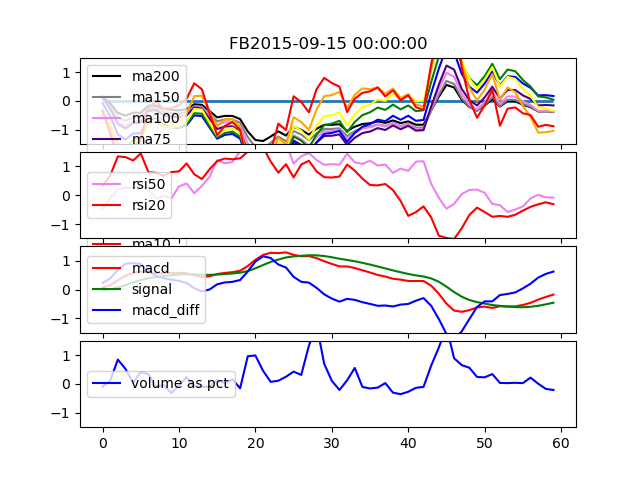 FB2015-09-15 00:00:00
1
0
−1
ma200
ma150
ma100
ma75
1
0
−1
rsi50
rsi20
ma10
1
0
−1
macd
signal
macd_diff
1
0
−1
volume as pct
0 10 20 30 40 50 60